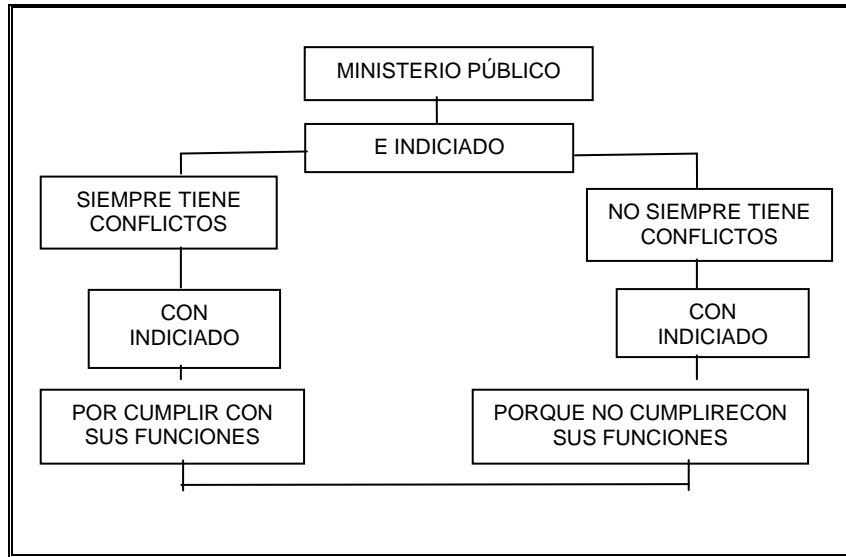 MINISTERIO PÚBLICO
E INDICIADO
SIEMPRE TIENE
CONFLICTOS
NO SIEMPRE TIENE
CONFLICTOS
CON
INDICIADO
CON
INDICIADO
POR CUMPLIR CON
SUS FUNCIONES
PORQUE NO CUMPLIRECON
SUS FUNCIONES